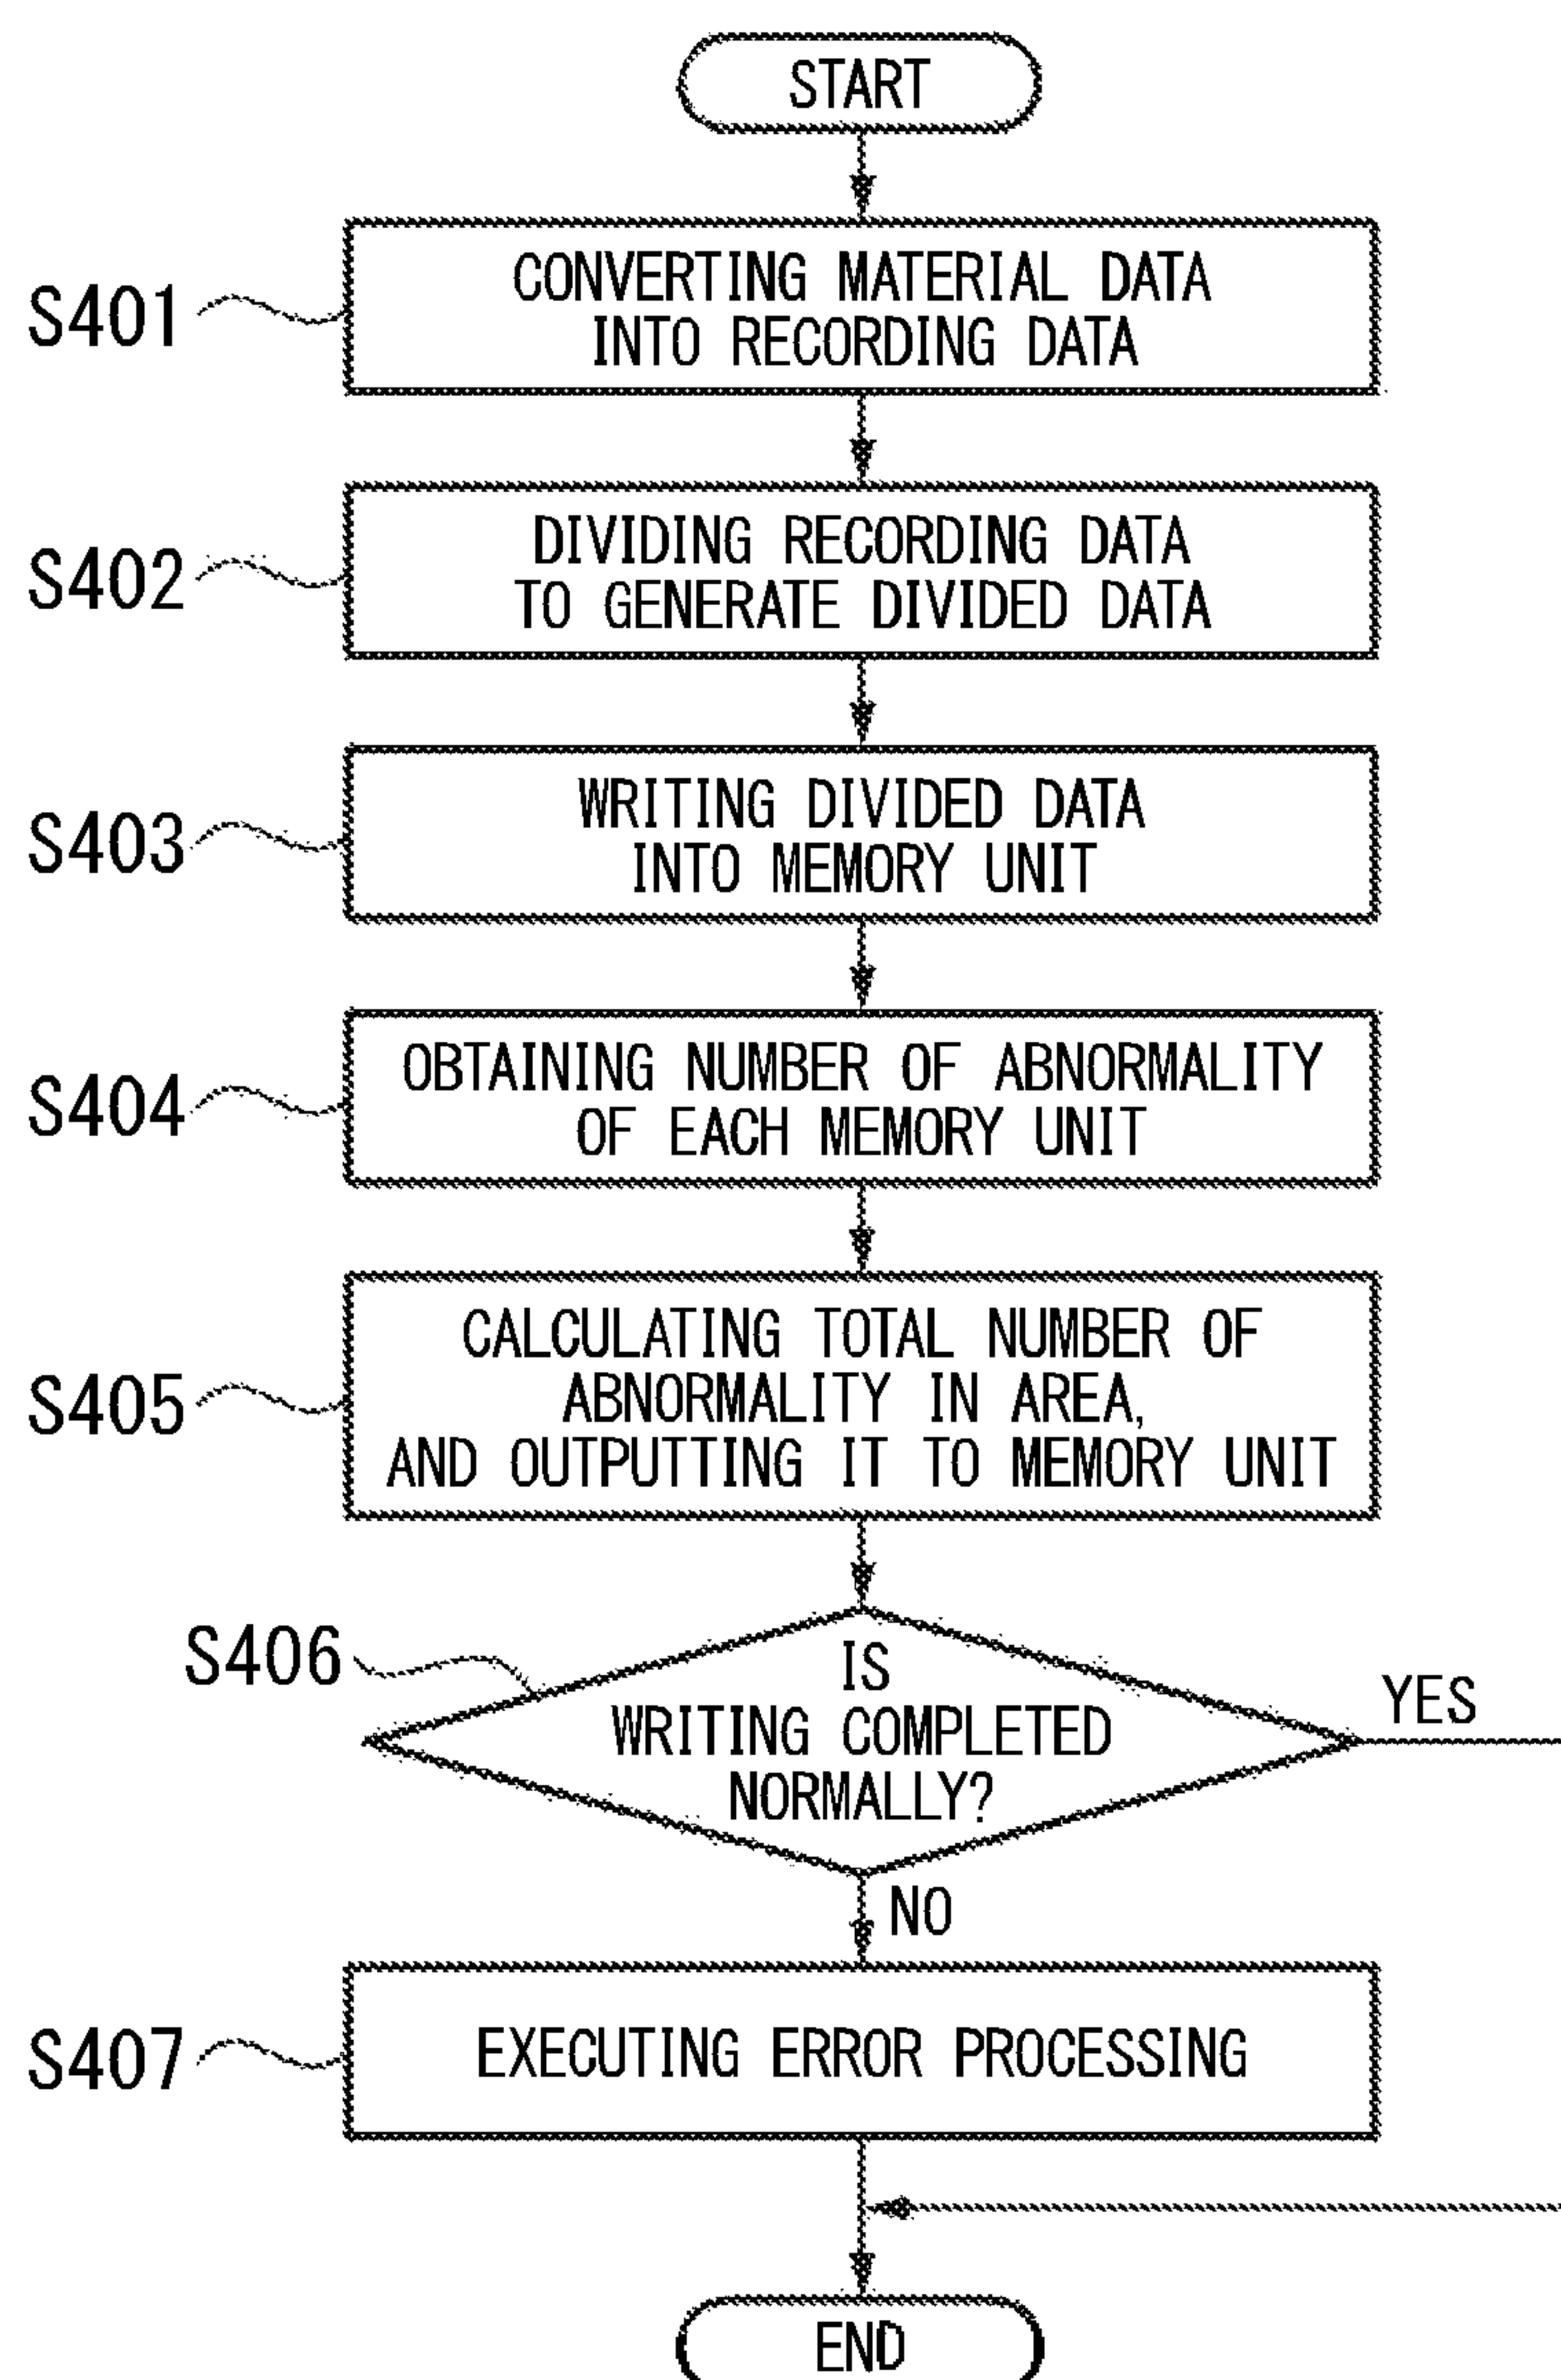 START
S401
CONVERTING MATERIAL DATA
INTO RECORDING DATA
S402
DIVIDING RECORDING DATA
TO GENERATE DIVIDED DATA
S403
WRITING DIVIDED DATA
INTO MEMORY UNIT
S404
OBTAINING NUMBER OF ABNORMALITY
OF EACH MEMORY UNIT
S405
CALCULATING TOTAL NUMBER OF
ABNORMALITY IN AREA,
AND OUTPUTTING IT TO MEMORY UNIT
S406
IS
WRITING COMPLETED
NORMALLY?
YES
NO
S407
EXECUTING ERROR PROCESSING
END